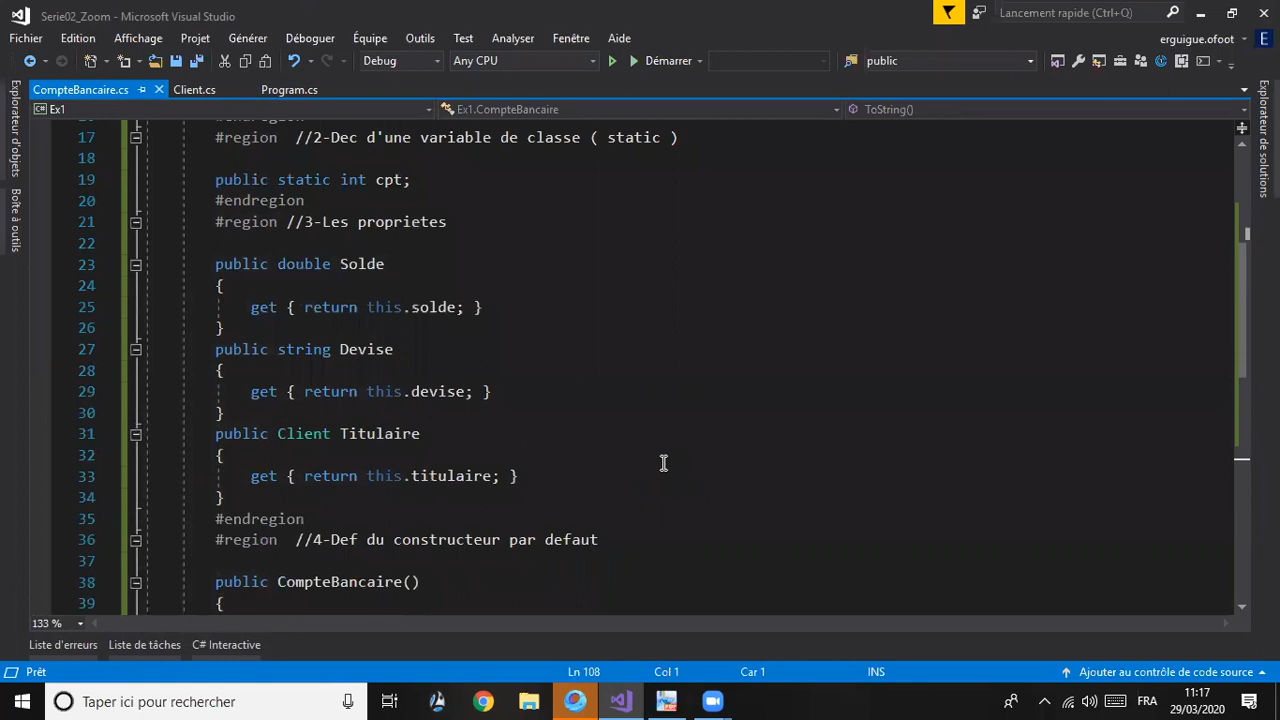 Serie02_Zoom - Microsoft Visual Studio
Lancement rapide (Ctrl+Q)
Fichier Edition Affichage Projet Générer Déboguer Équipe Outils Test Analyser Fenêtre Aide
erguigue.ofoot E
Debug Any CPU Démarrer public
CompteBancaire.cs Client.cs Program.cs
Ex1 Ex1.CompteBancaire ToString()
Explorateur d'objets
Boîte à outils
Explorateur de solutions
17 #region //2-Dec d'une variable de classe ( static )
18
19 public static int cpt;
20 #endregion
21 #region //3-Les proprietes
22
23 public double Solde
24 {
25 get { return this.solde; }
26 }
27 public string Devise
28 {
29 get { return this.devise; }
30 }
31 public Client Titulaire
32 {
33 get { return this.titulaire; }
34 }
35 #endregion
36 #region //4-Def du constructeur par defaut
37
38 public CompteBancaire()
39 {
133 %
Liste d'erreurs Liste de tâches C# Interactive
Prêt Ln 108 Col 1 Car 1 INS Ajouter au contrôle de code source
Taper ici pour rechercher
FRA
11:17
29/03/2020